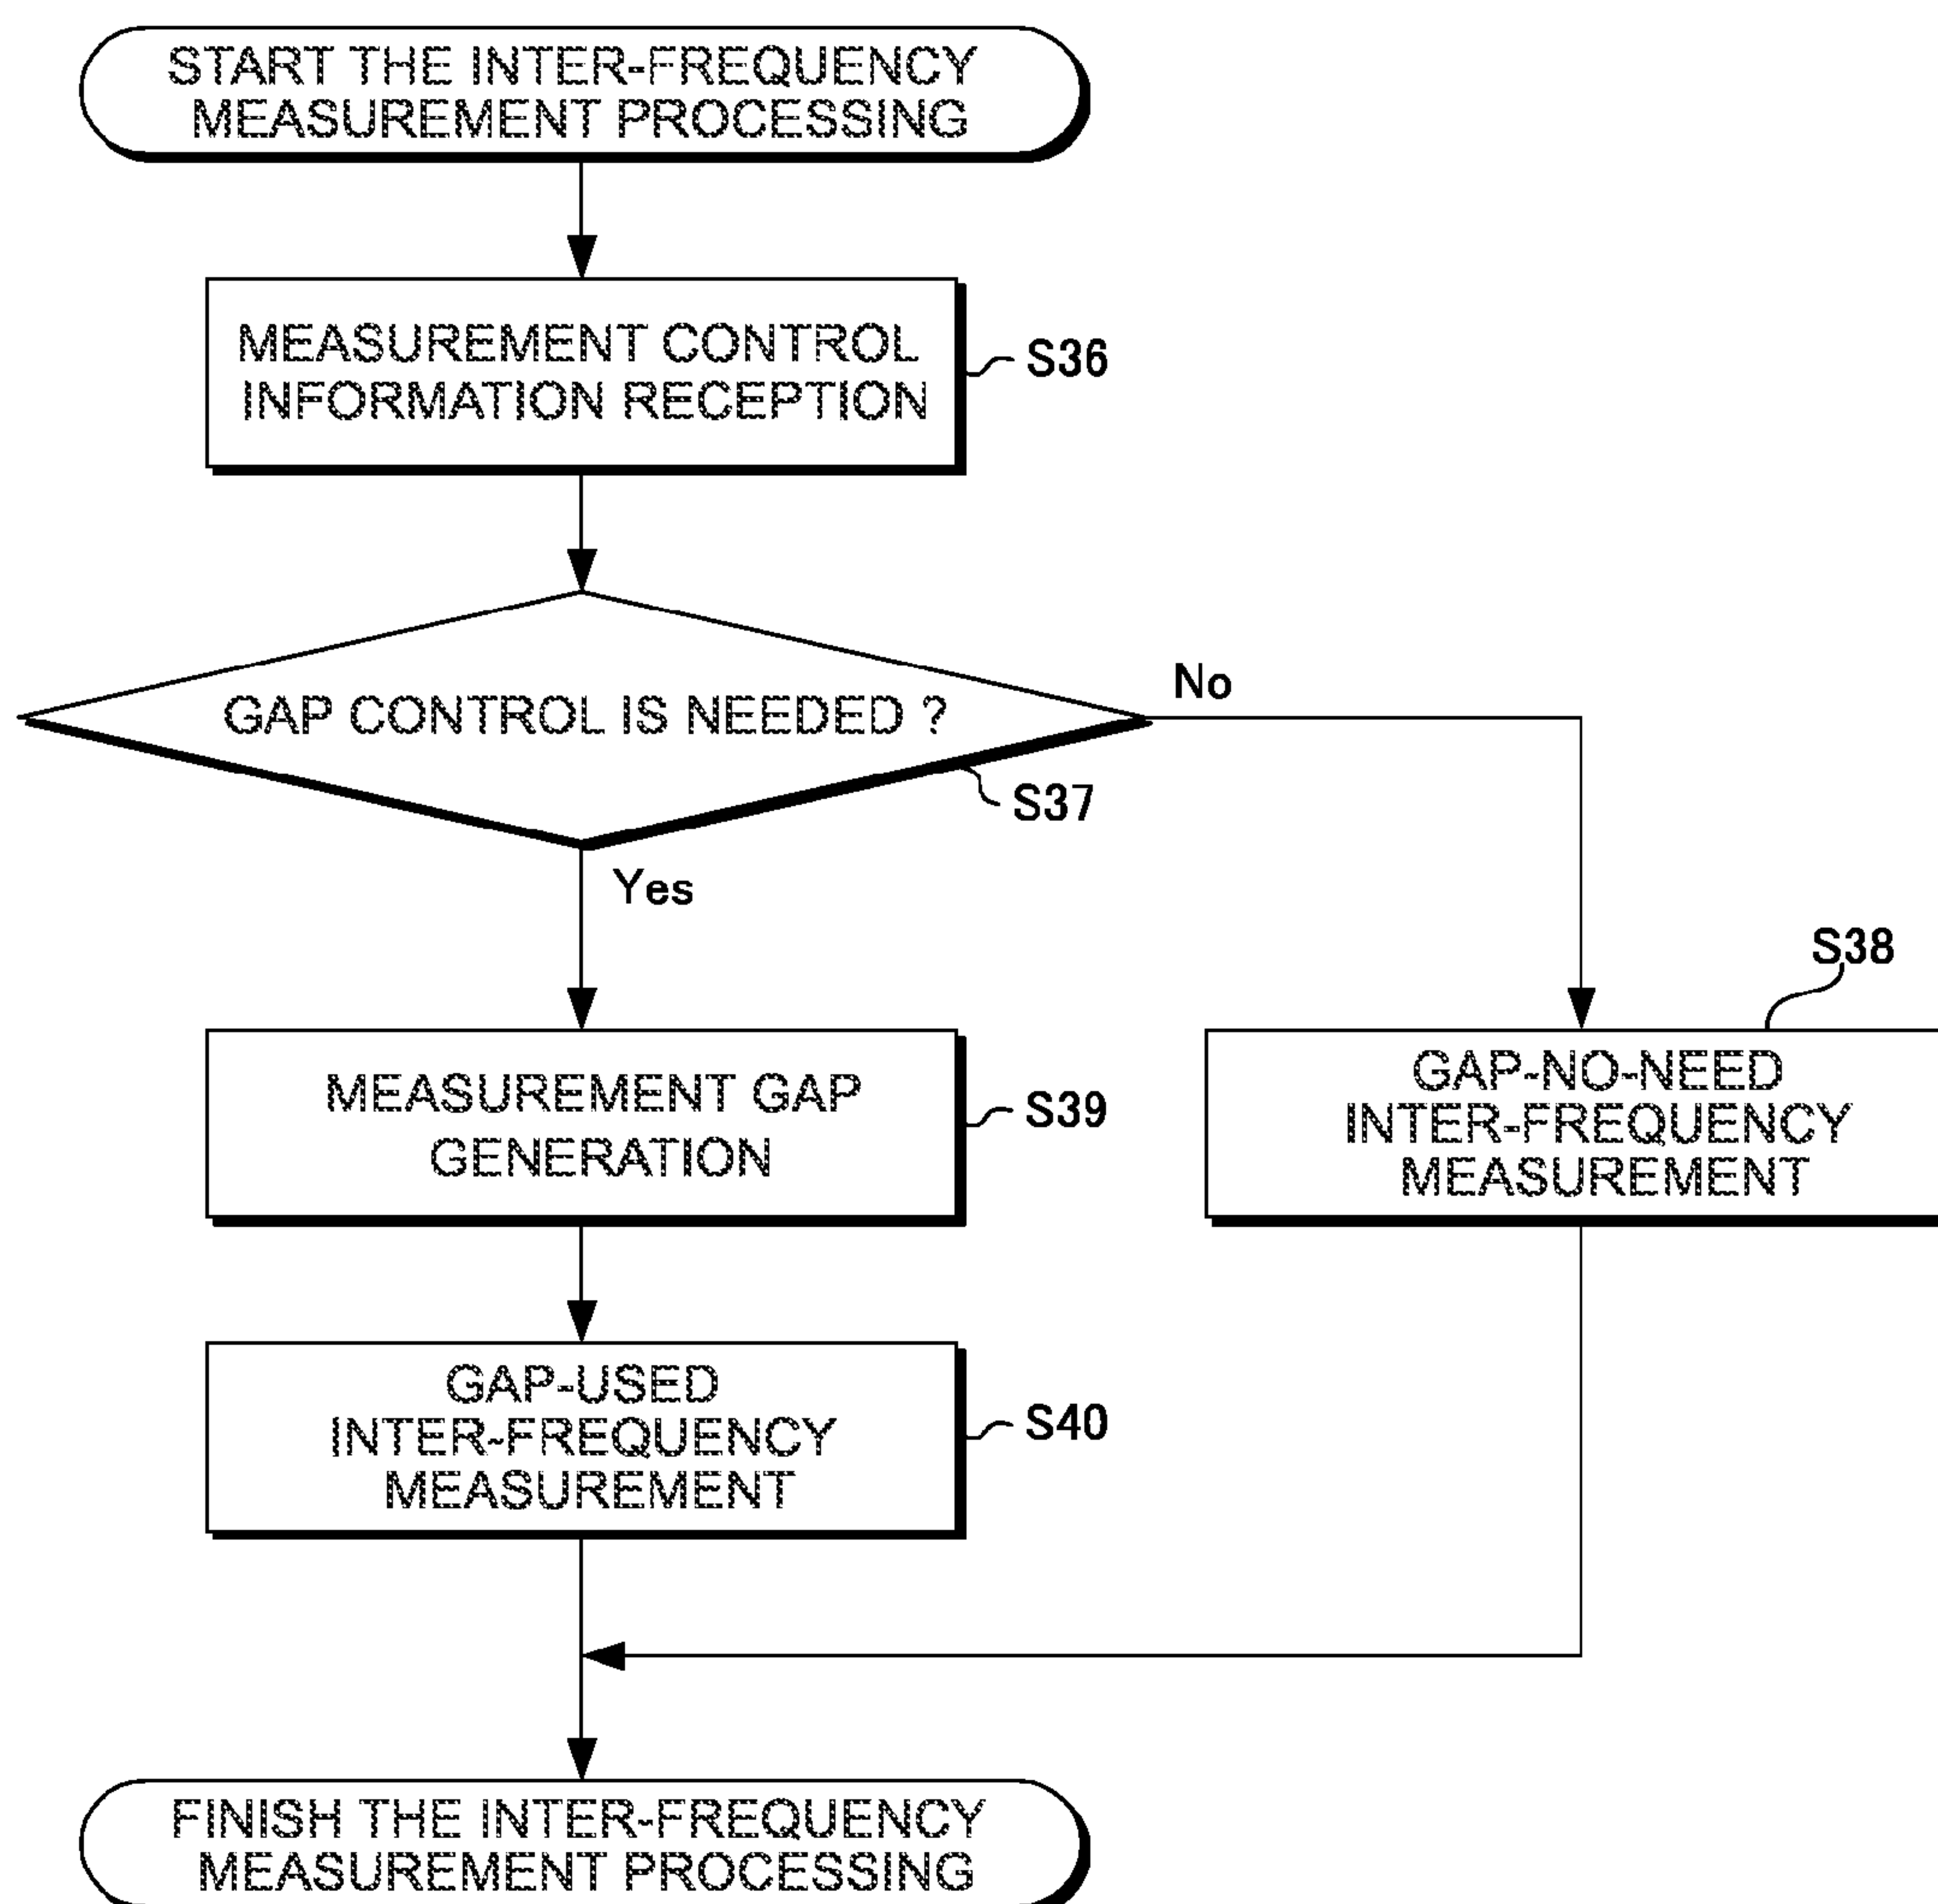 START THE INTER-FREQUENCY
MEASUREMENT PROCESSING
MEASUREMENT CONTROL
INFORMATION RECEPTION
S36
GAP CONTROL IS NEEDED ?
No
S37
Yes
S38
MEASUREMENT GAP
GENERATION
S39
GAP-NO-NEED
INTER-FREQUENCY
MEASUREMENT
GAP-USED
INTER-FREQUENCY
MEASUREMENT
S40
FINISH THE INTER-FREQUENCY
MEASUREMENT PROCESSING